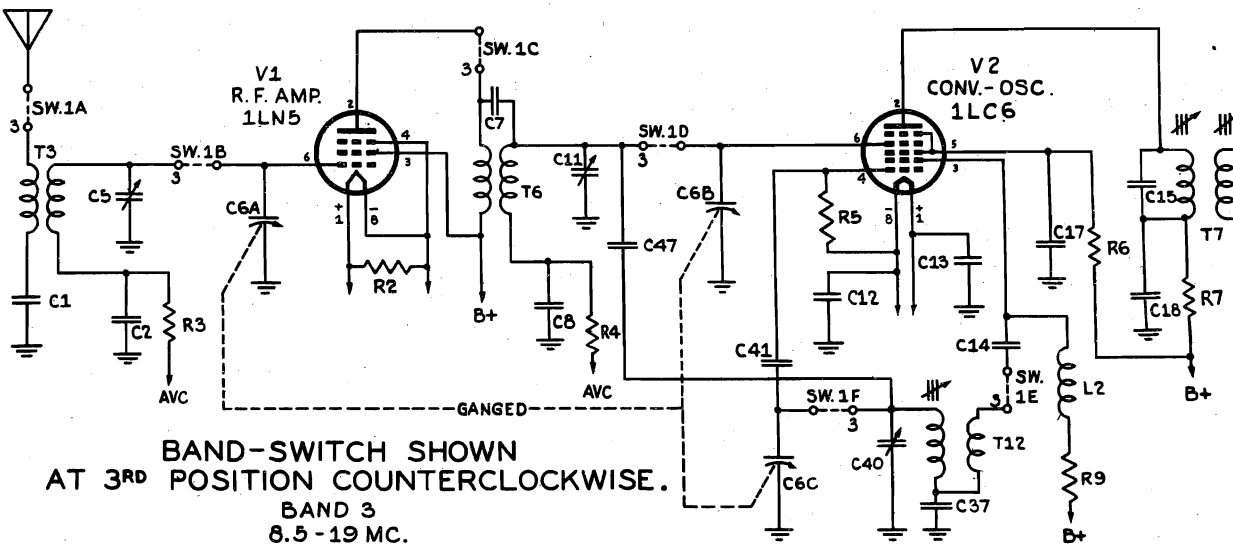 SW.1A
3
T3
C1
C5
C2
R3
AVC
SW.1B
3
C6A
V1
R.F. AMP.
1LN5
2
4
3
6
+
1
-
8
R2
SW.1C
3
C7
T6
B+
C8
R4
AVC
C11
SW.1D
3
C47
C6B
V2
CONV.-OSC.
1LC6
2
6
5
3
4
-
8
+
1
R5
C12
C13
C17
R6
C15
T7
C18
R7
B+
C41
C14
SW.
1E
3
L2
R9
B+
SW.1F
3
C40
T12
C37
C6C
GANGED
BAND-SWITCH SHOWN
AT 3RD POSITION COUNTERCLOCKWISE.
BAND 3
8.5-19 MC.